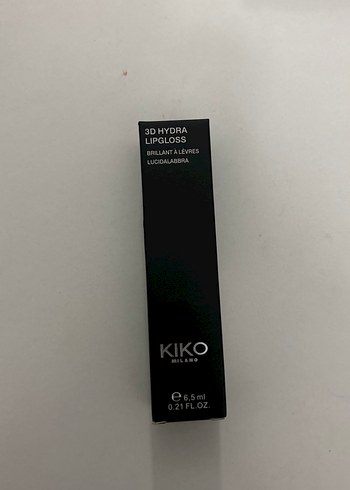 3D HYDRA
LIPGLOSS
BRILLANT À LÈVRES
LUCIDALABBRA
KIKO
MILANO
℮ 6,5 ml
0.21 FL.OZ.